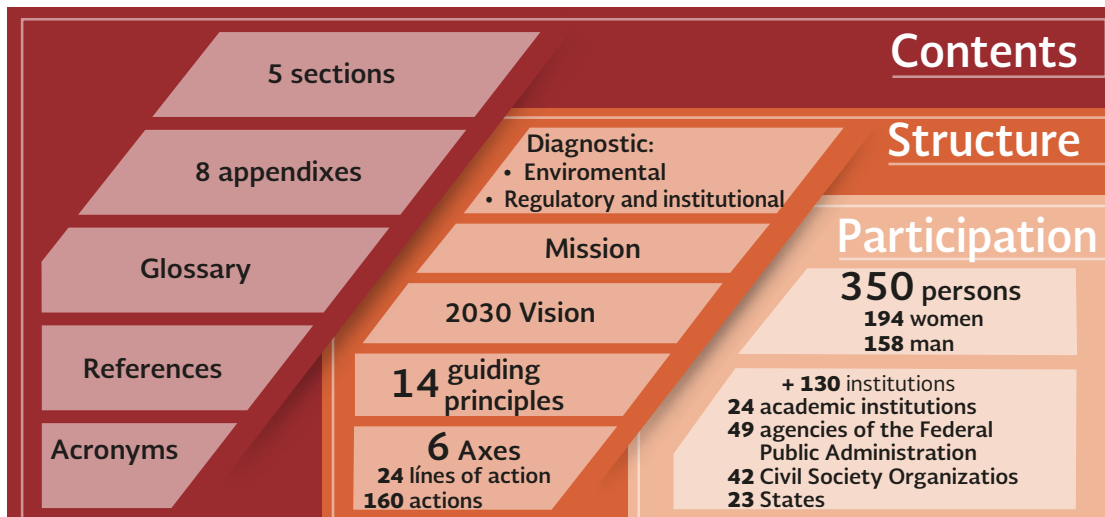 Contents
5 sections
8 appendixes
Glossary
References
Acronyms
Structure
Diagnostic:
• Enviromental
• Regulatory and institutional
Mission
2030 Vision
14 guiding
principles
6 Axes
24 línes of action
160 actions
Participation
350 persons
194 women
158 man
+ 130 institutions
24 academic institutions
49 agencies of the Federal
Public Administration
42 Civil Society Organizatios
23 States